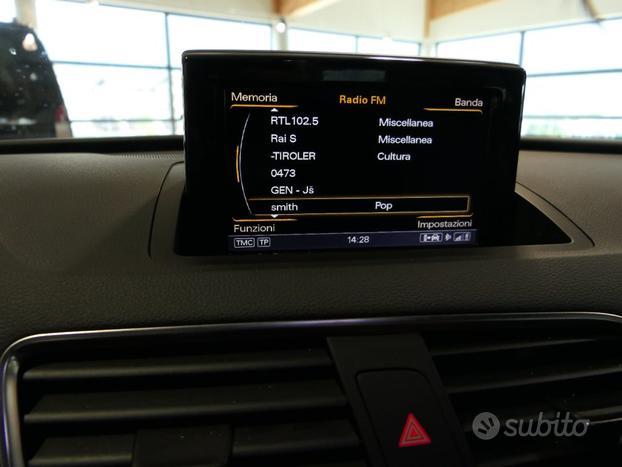 Memoria Radio FM Banda
RTL102.5 Miscellanea
Rai S Miscellanea
-TIROLER Cultura
0473
GEN - Jš
smith Pop
Funzioni Impostazioni
TMC TP 14:28
subito